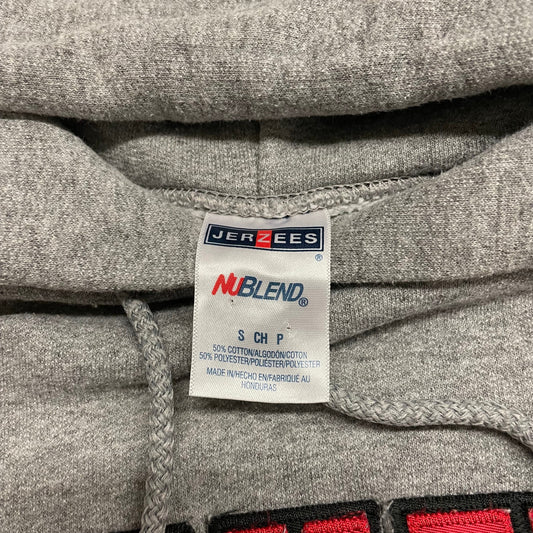 JERZEES
®
NUBLEND®
S CH P
50% COTTON/ALGODÓN/COTON
50% POLYESTER/POLIÉSTER/POLYESTER
MADE IN/HECHO EN/FABRIQUÉ AU
HONDURAS